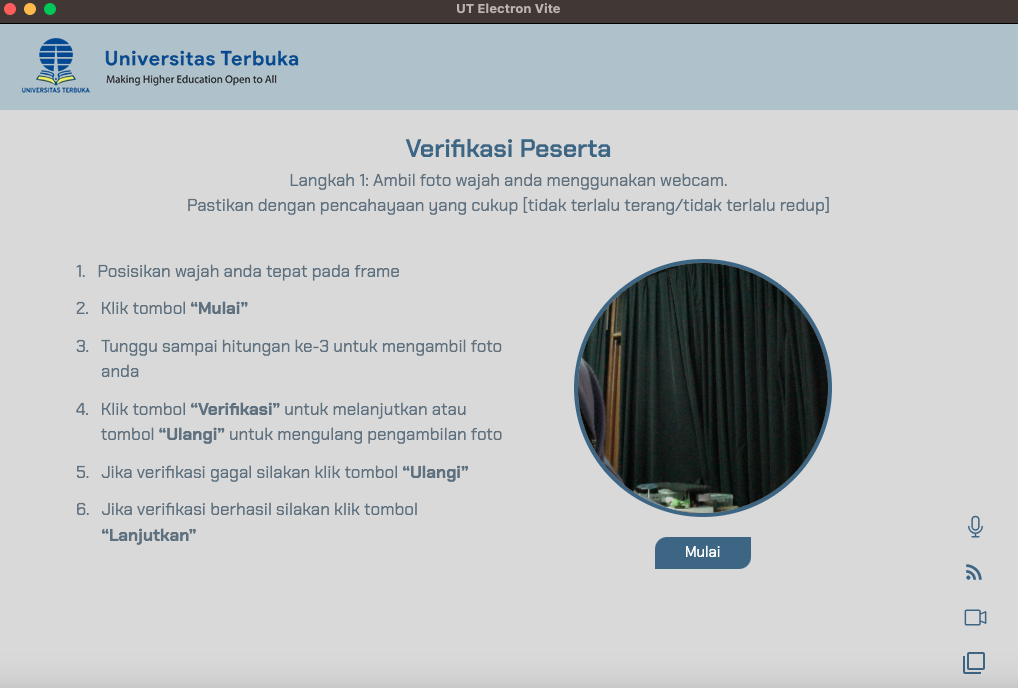 UT Electron Vite
Universitas Terbuka
Making Higher Education Open to All
UNIVERSITAS TERBUKA
Verifikasi Peserta
Langkah 1: Ambil foto wajah anda menggunakan webcam.
Pastikan dengan pencahayaan yang cukup [tidak terlalu terang/tidak terlalu redup]
1. Posisikan wajah anda tepat pada frame
2. Klik tombol “Mulai”
3. Tunggu sampai hitungan ke-3 untuk mengambil foto
anda
4. Klik tombol “Verifikasi” untuk melanjutkan atau
tombol “Ulangi” untuk mengulang pengambilan foto
5. Jika verifikasi gagal silakan klik tombol “Ulangi”
6. Jika verifikasi berhasil silakan klik tombol
“Lanjutkan”
Mulai